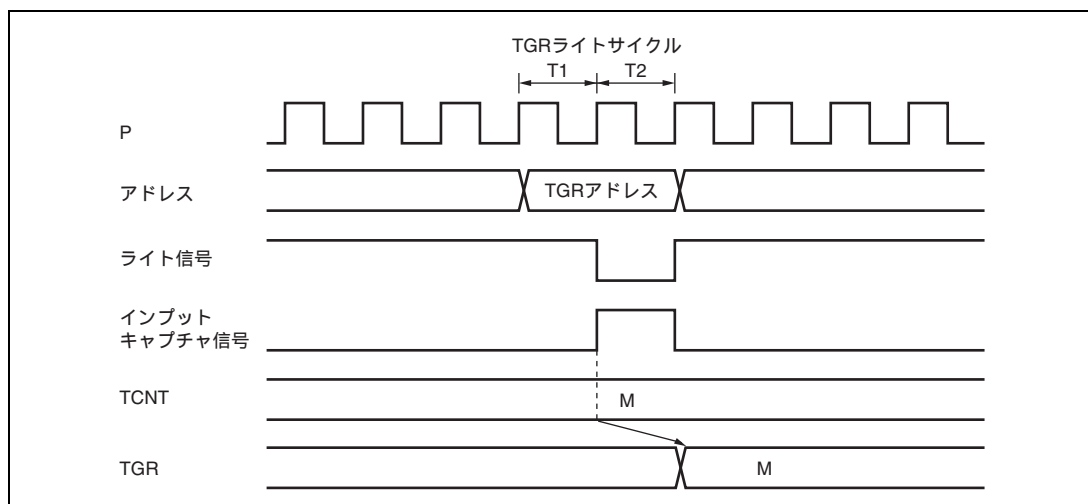 TGRライトサイクル
T1
T2
P
アドレス
TGRアドレス
ライト信号
インプット
キャプチャ信号
TCNT
M
TGR
M